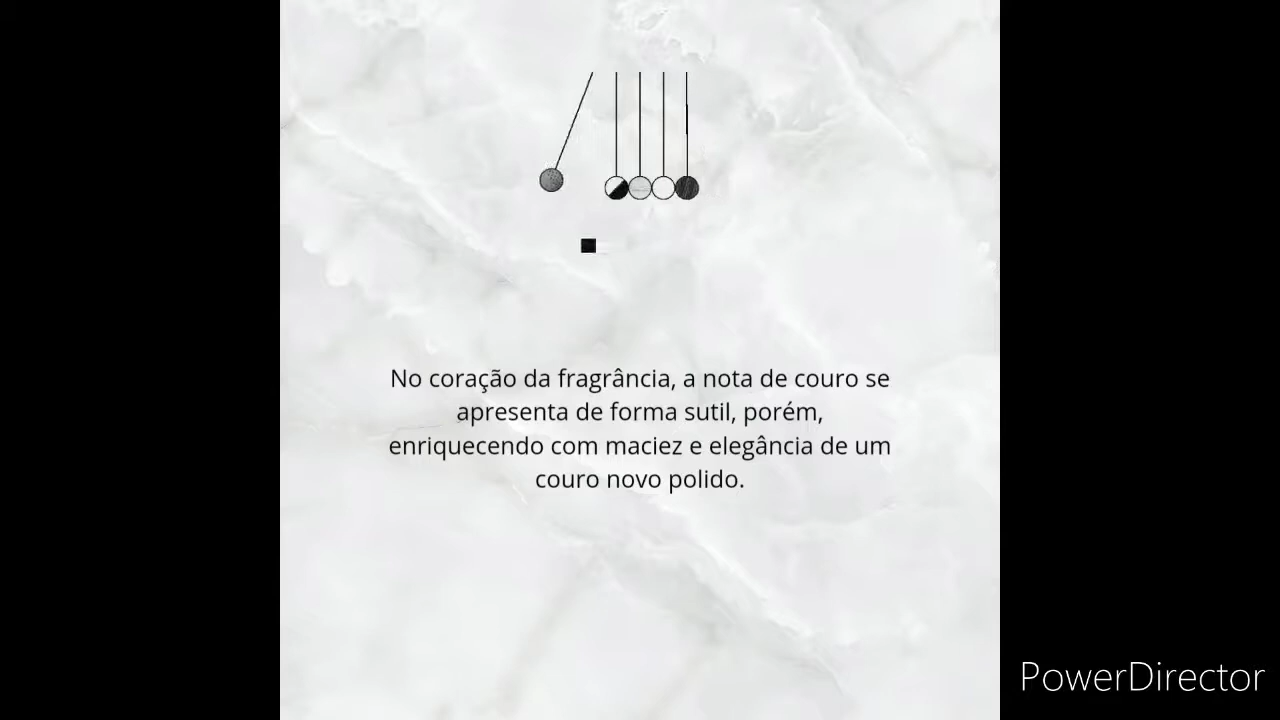 No coração da fragrância, a nota de couro se
apresenta de forma sutil, porém,
enriquecendo com maciez e elegância de um
couro novo polido.
PowerDirector